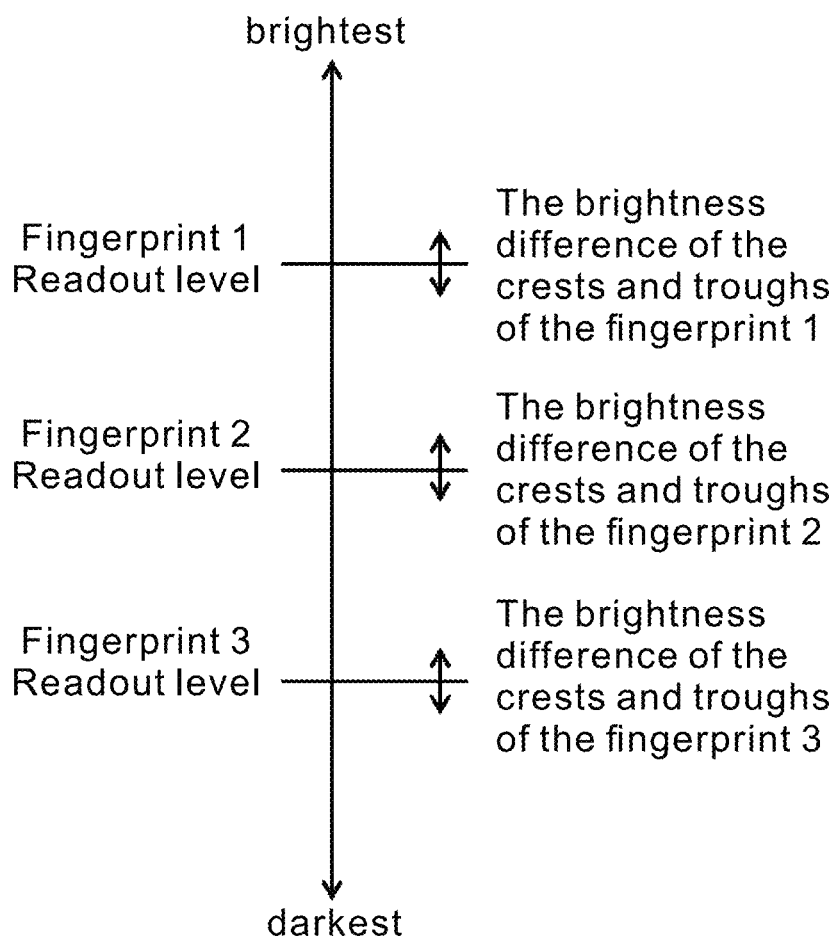 brightest
Fingerprint 1
Readout level
The brightness
difference of the
crests and troughs
of the fingerprint 1
Fingerprint 2
Readout level
The brightness
difference of the
crests and troughs
of the fingerprint 2
Fingerprint 3
Readout level
The brightness
difference of the
crests and troughs
of the fingerprint 3
darkest